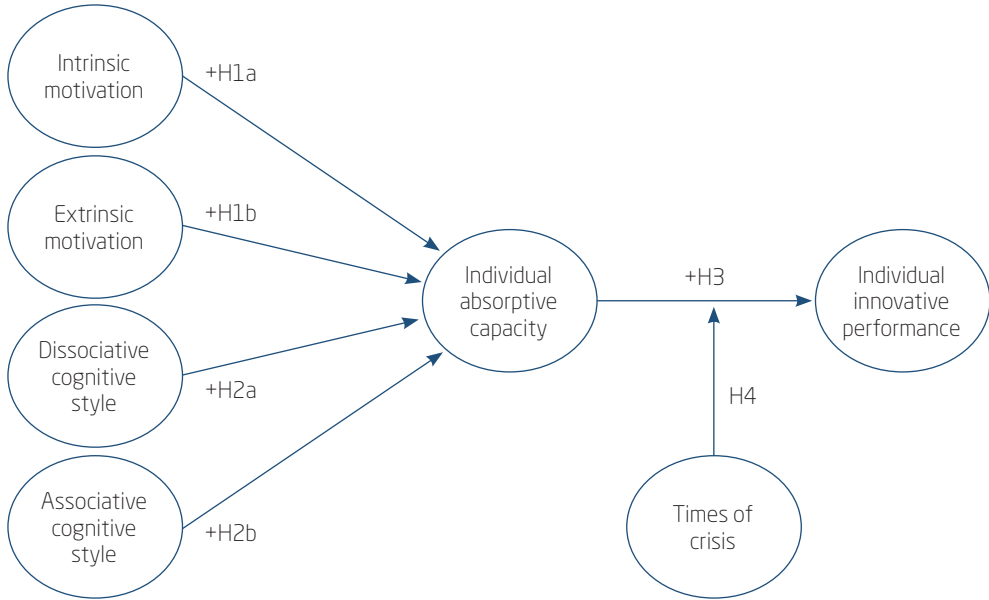 Intrinsic
motivation
+H1a
Extrinsic
motivation
+H1b
Dissociative
cognitive
style
+H2a
Associative
cognitive
style
+H2b
Individual
absorptive
capacity
+H3
Individual
innovative
performance
H4
Times of
crisis